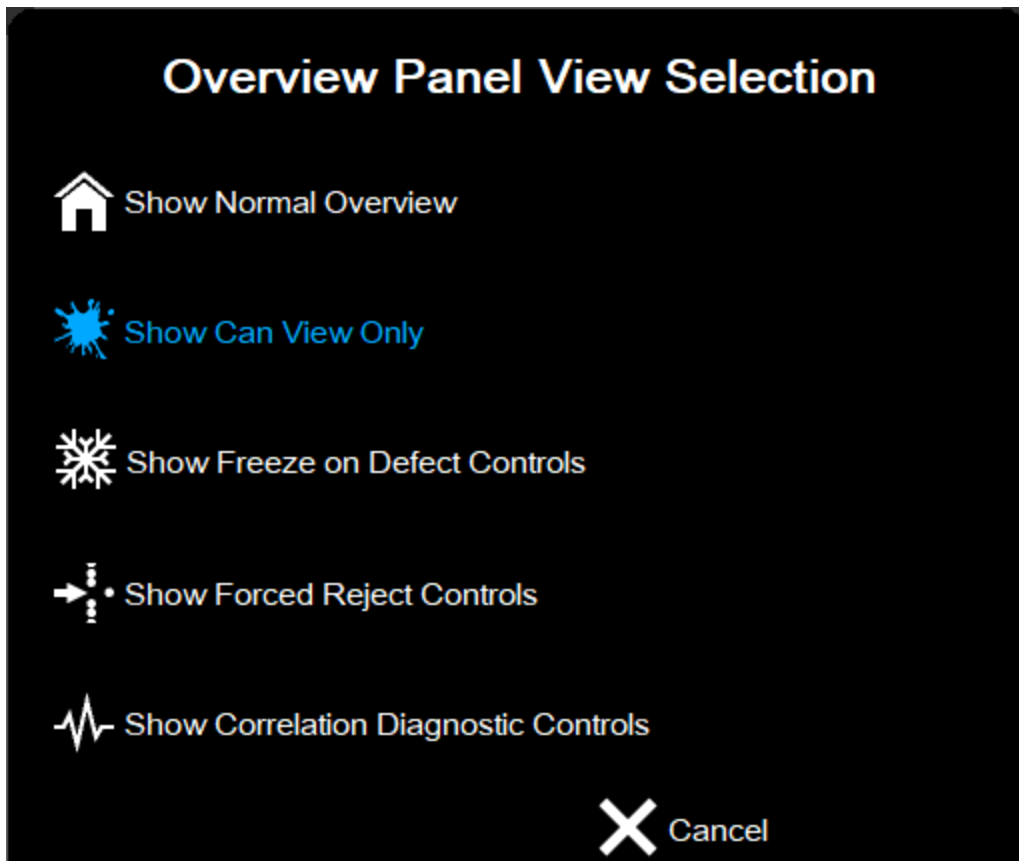 Overview Panel View Selection
Show Normal Overview
Show Can View Only
Show Freeze on Defect Controls
Show Forced Reject Controls
Show Correlation Diagnostic Controls
Cancel